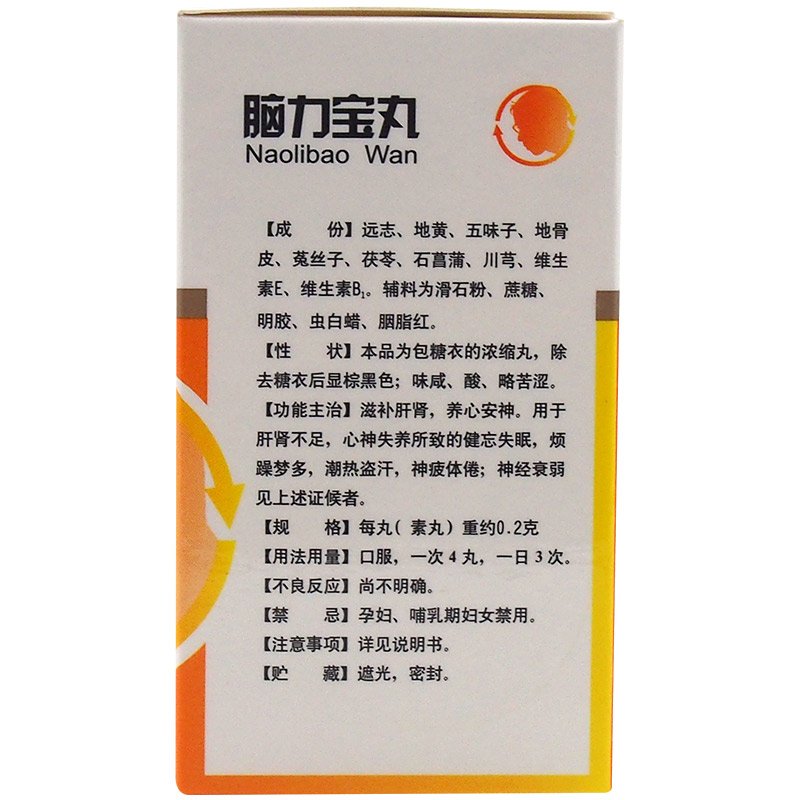 脑力宝丸
Naolibao Wan
【成　份】远志、地黄、五味子、地骨
皮、菟丝子、茯苓、石菖蒲、川芎、维生
素E、维生素B₁。辅料为滑石粉、蔗糖、
明胶、虫白蜡、胭脂红。
【性　状】本品为包糖衣的浓缩丸，除
去糖衣后显棕黑色；味咸、酸、略苦涩。
【功能主治】滋补肝肾，养心安神。用于
肝肾不足，心神失养所致的健忘失眠，烦
躁梦多，潮热盗汗，神疲体倦；神经衰弱
见上述证候者。
【规　格】每丸（素丸）重约0.2克
【用法用量】口服，一次4丸，一日3次。
【不良反应】尚不明确。
【禁　忌】孕妇、哺乳期妇女禁用。
【注意事项】详见说明书。
【贮　藏】遮光，密封。